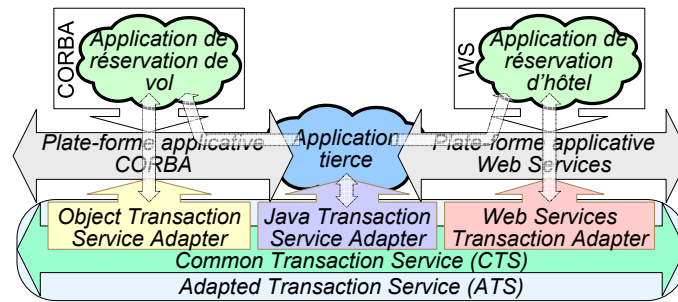 CORBA
Application de
réservation de
vol
WS
Application de
réservation
d'hôtel
Plate-forme applicative
CORBA
Application
tierce
Plate-forme applicative
Web Services
Object Transaction
Service Adapter
Java Transaction
Service Adapter
Web Services
Transaction Adapter
Common Transaction Service (CTS)
Adapted Transaction Service (ATS)